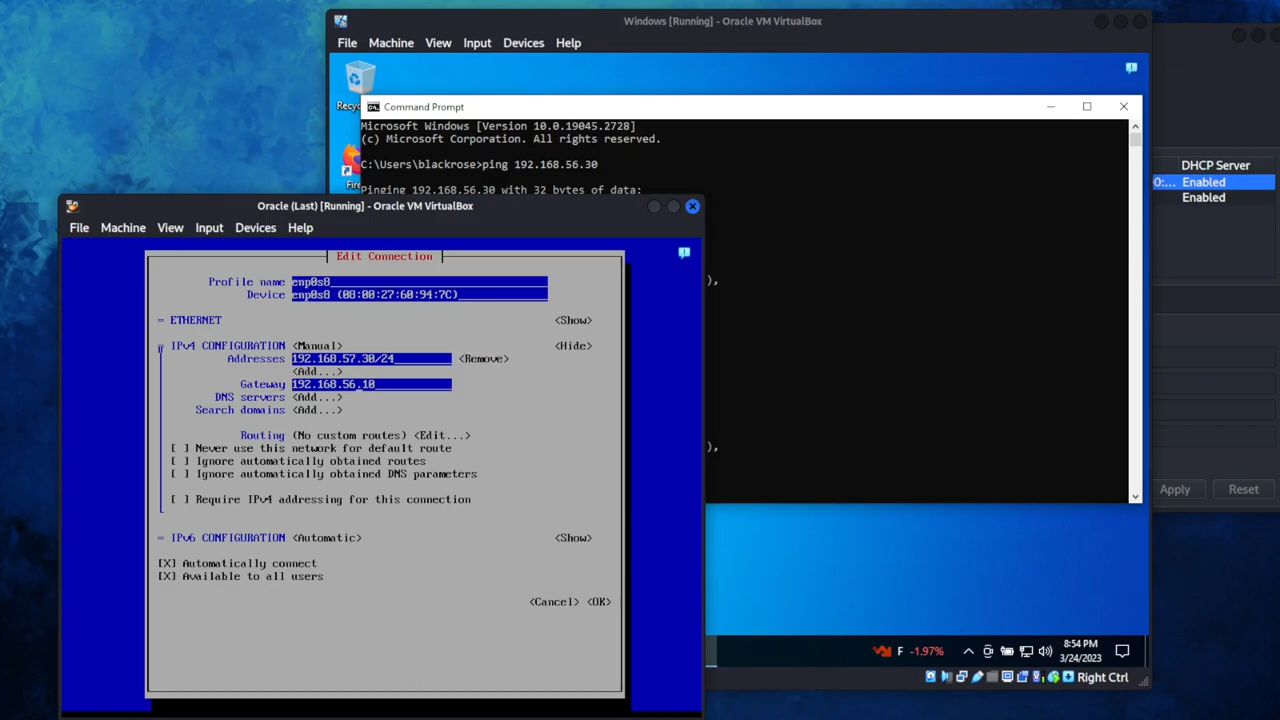 Windows [Running] - Oracle VM VirtualBox
File Machine View Input Devices Help
Command Prompt
Microsoft Windows [Version 10.0.19045.2728]
(c) Microsoft Corporation. All rights reserved.
C:\Users\blackrose>ping 192.168.56.30
Pinging 192.168.56.30 with 32 bytes of data:
),
),
DHCP Server
0:... Enabled
Enabled
Apply Reset
Oracle (Last) [Running] - Oracle VM VirtualBox
File Machine View Input Devices Help
Edit Connection
Profile name enp0s8
Device enp0s8 (08:00:27:60:94:7C)
= ETHERNET <Show>
= IPv4 CONFIGURATION <Manual> <Hide>
Addresses 192.168.57.30/24 <Remove>
<Add...>
Gateway 192.168.56.10
DNS servers <Add...>
Search domains <Add...>
Routing (No custom routes) <Edit...>
[ ] Never use this network for default route
[ ] Ignore automatically obtained routes
[ ] Ignore automatically obtained DNS parameters
[ ] Require IPv4 addressing for this connection
= IPv6 CONFIGURATION <Automatic> <Show>
[X] Automatically connect
[X] Available to all users
<Cancel> <OK>
F -1.97%
8:54 PM
3/24/2023
Right Ctrl